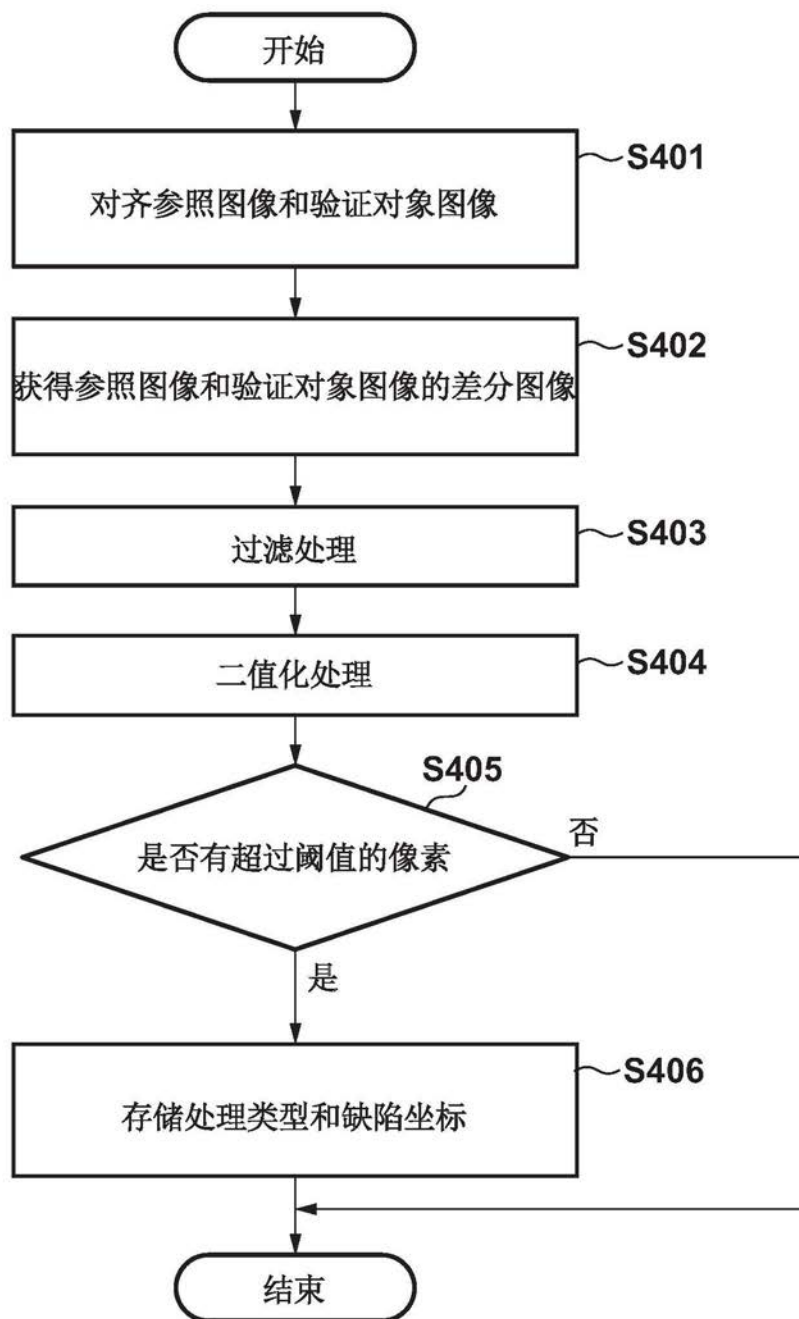 开始
S401
对齐参照图像和验证对象图像
S402
获得参照图像和验证对象图像的差分图像
S403
过滤处理
S404
二值化处理
S405
是否有超过阈值的像素
否
是
S406
存储处理类型和缺陷坐标
结束